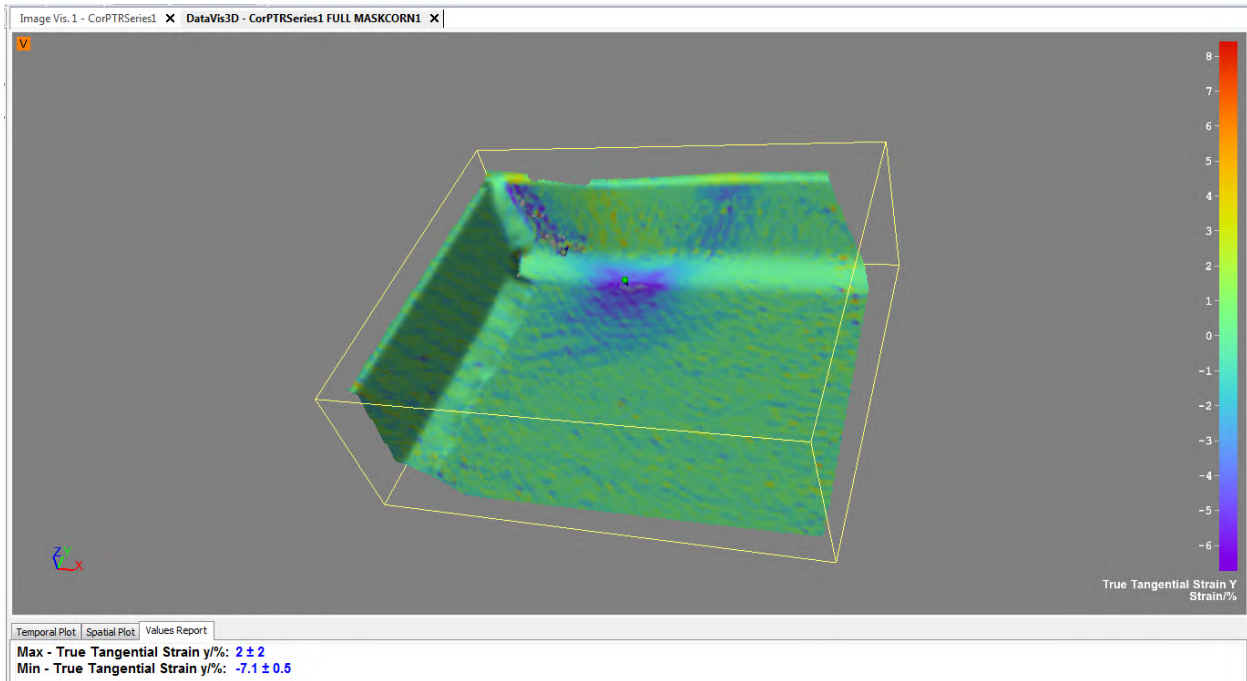 Image Vis. 1 - CorPTRSeries1 ✕ DataVis3D - CorPTRSeries1 FULL MASKCORN1 ✕
V
8
7
6
5
4
3
2
1
0
-1
-2
-3
-4
-5
-6
Z Y X
True Tangential Strain Y
Strain/%
Temporal Plot Spatial Plot Values Report
Max - True Tangential Strain y/%: 2 ± 2
Min - True Tangential Strain y/%: -7.1 ± 0.5